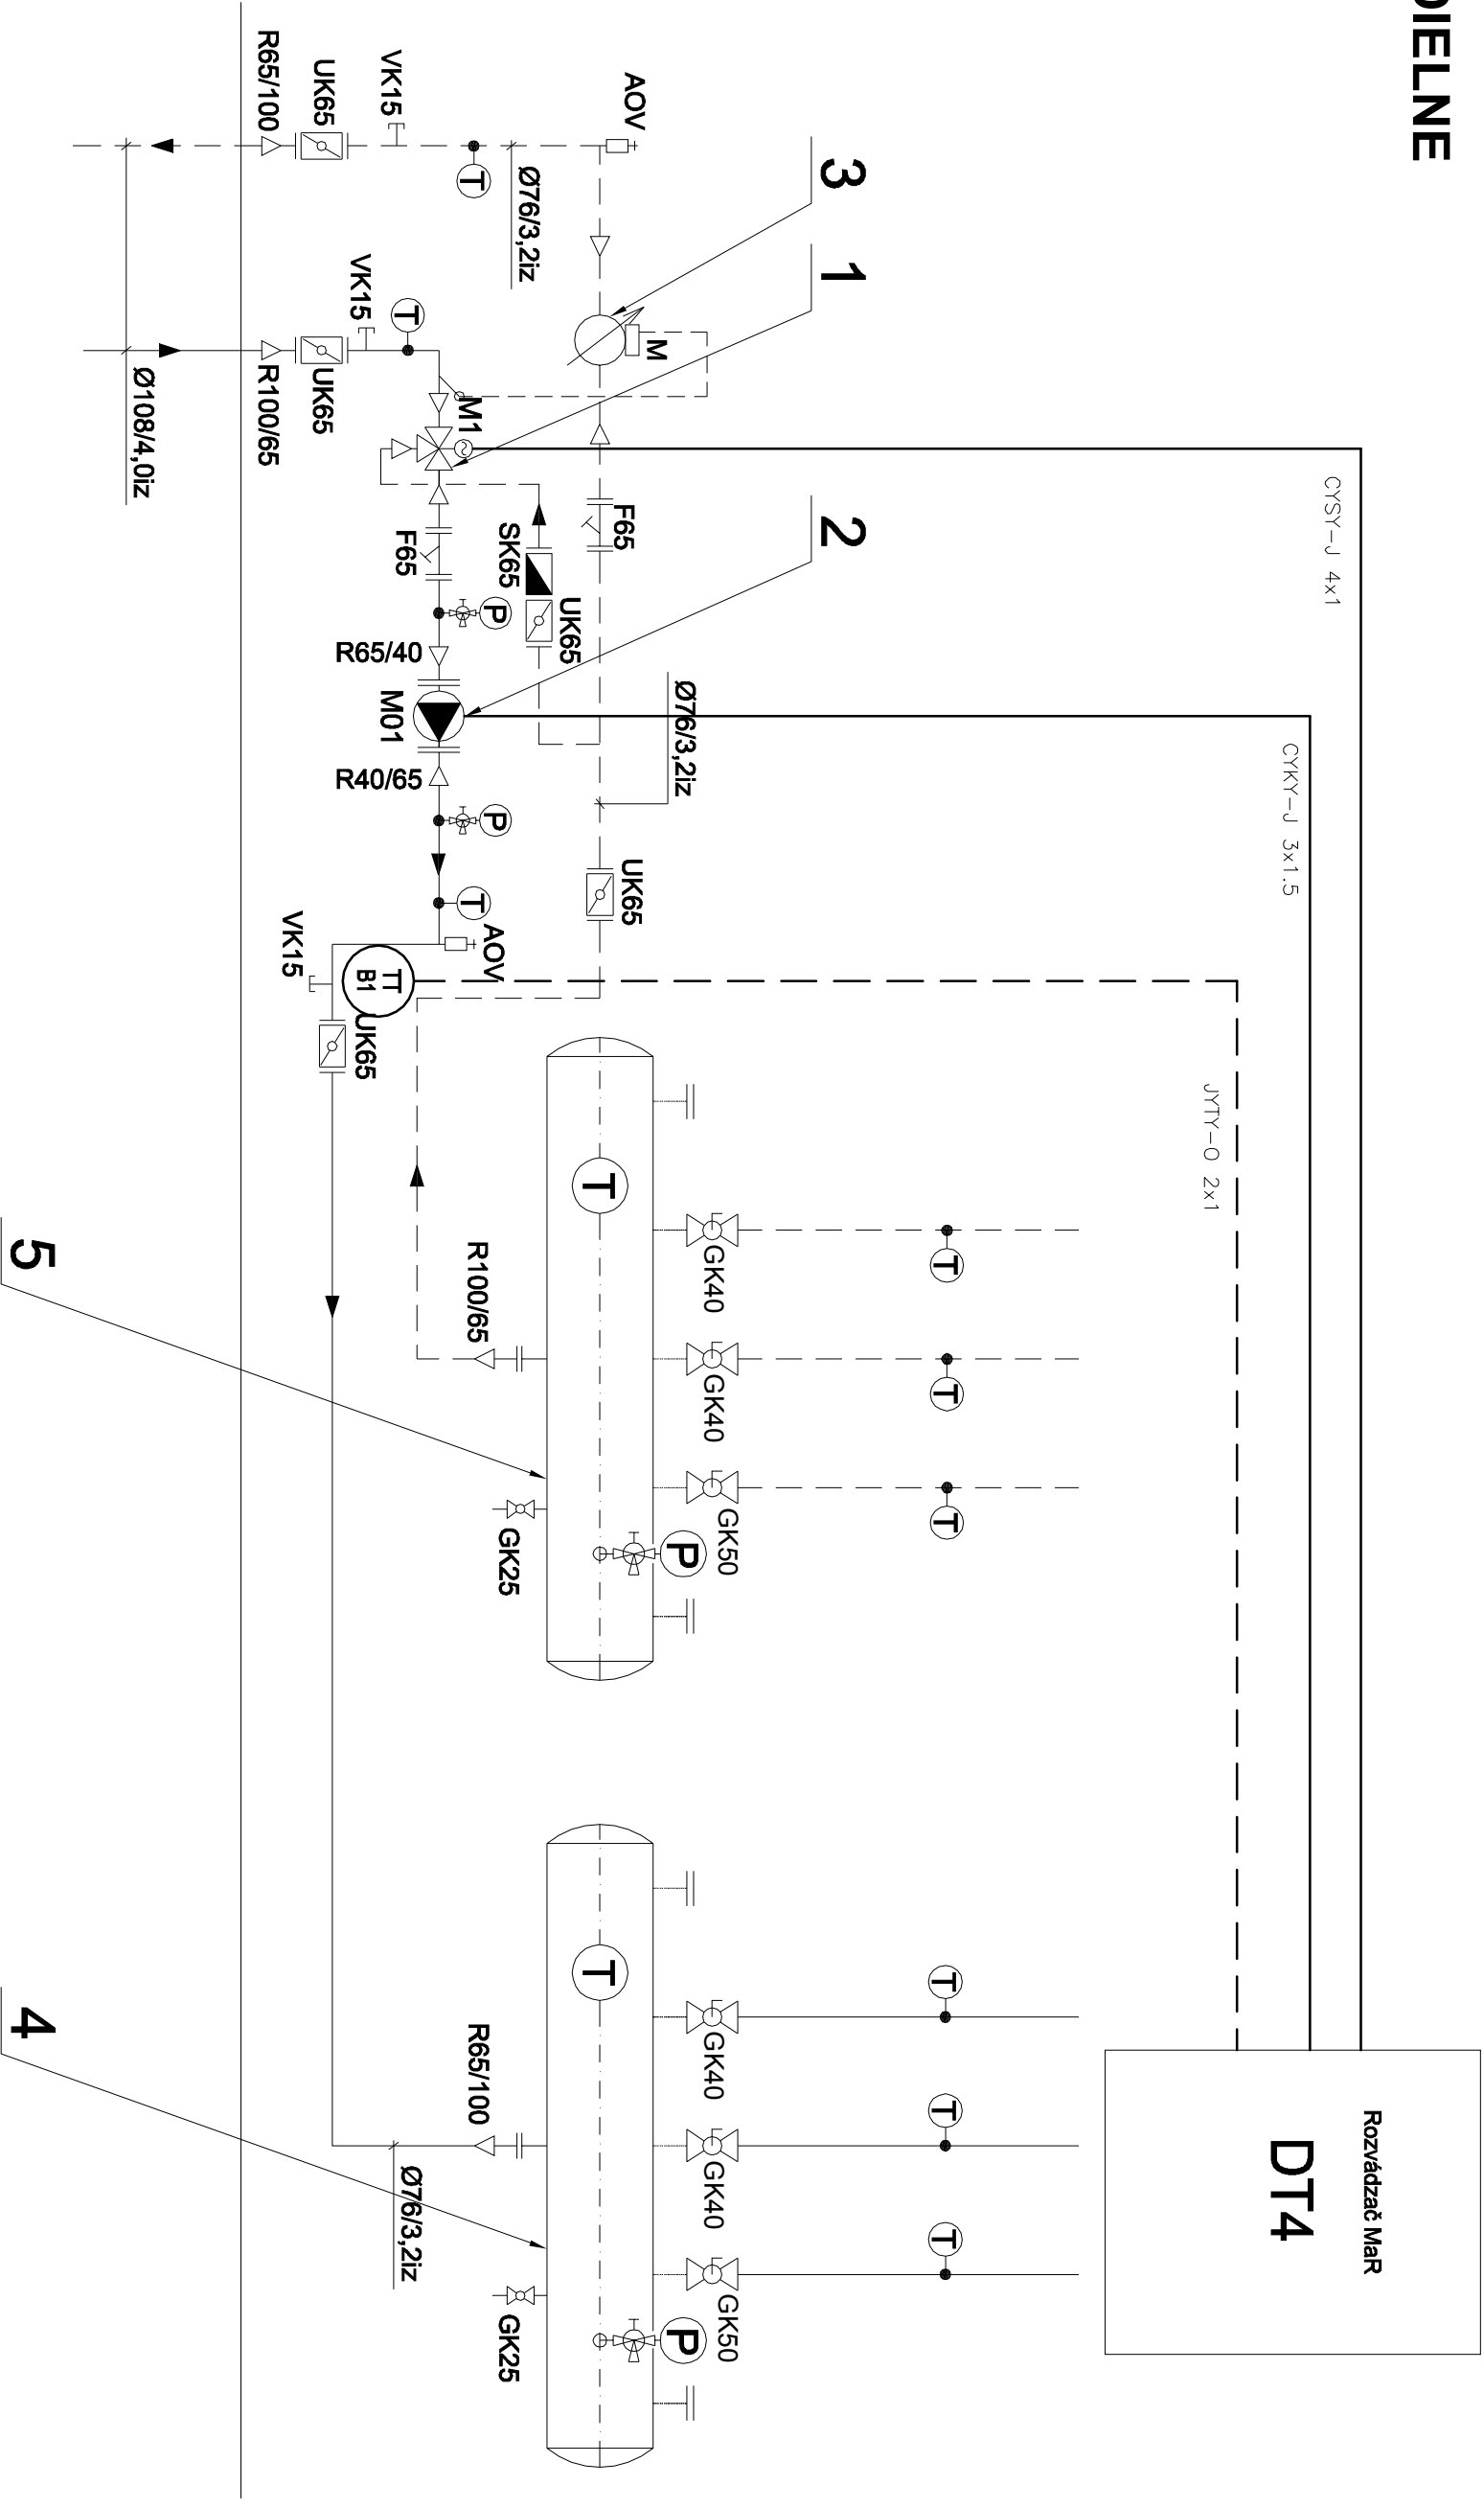 DIELNE
Rozvádzač MaR
DT4
CYSY-J 4x1
CYKY-J 3x1.5
JYTY-O 2x1
3
1
2
AOV
M
F65
Ø76/3,2iz
UK65
Ø76/3,2iz
T
VK15
UK65
R65/100
VK15
T
UK65
R100/65
Ø108/4,0iz
M1
SK65
UK65
F65
P
R65/40
M01
R40/65
P
T
AOV
TT
B1
VK15
UK65
T
T
T
GK40
GK40
GK50
T
P
R100/65
GK25
T
T
T
GK40
GK40
GK50
T
P
R65/100
Ø76/3,2iz
GK25
5
4